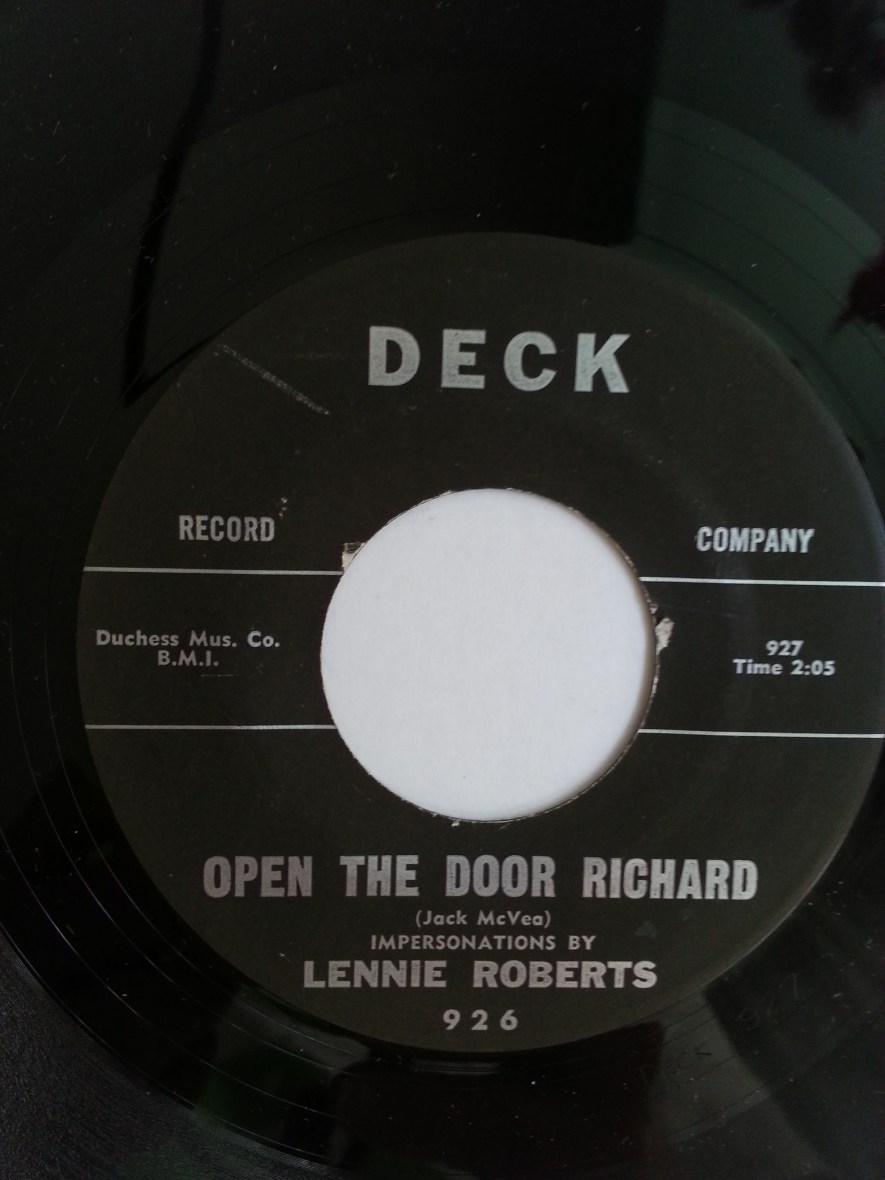 DECK
RECORD COMPANY
Duchess Mus. Co.
B.M.I.
927
Time 2:05
OPEN THE DOOR RICHARD
(Jack McVea)
IMPERSONATIONS BY
LENNIE ROBERTS
926